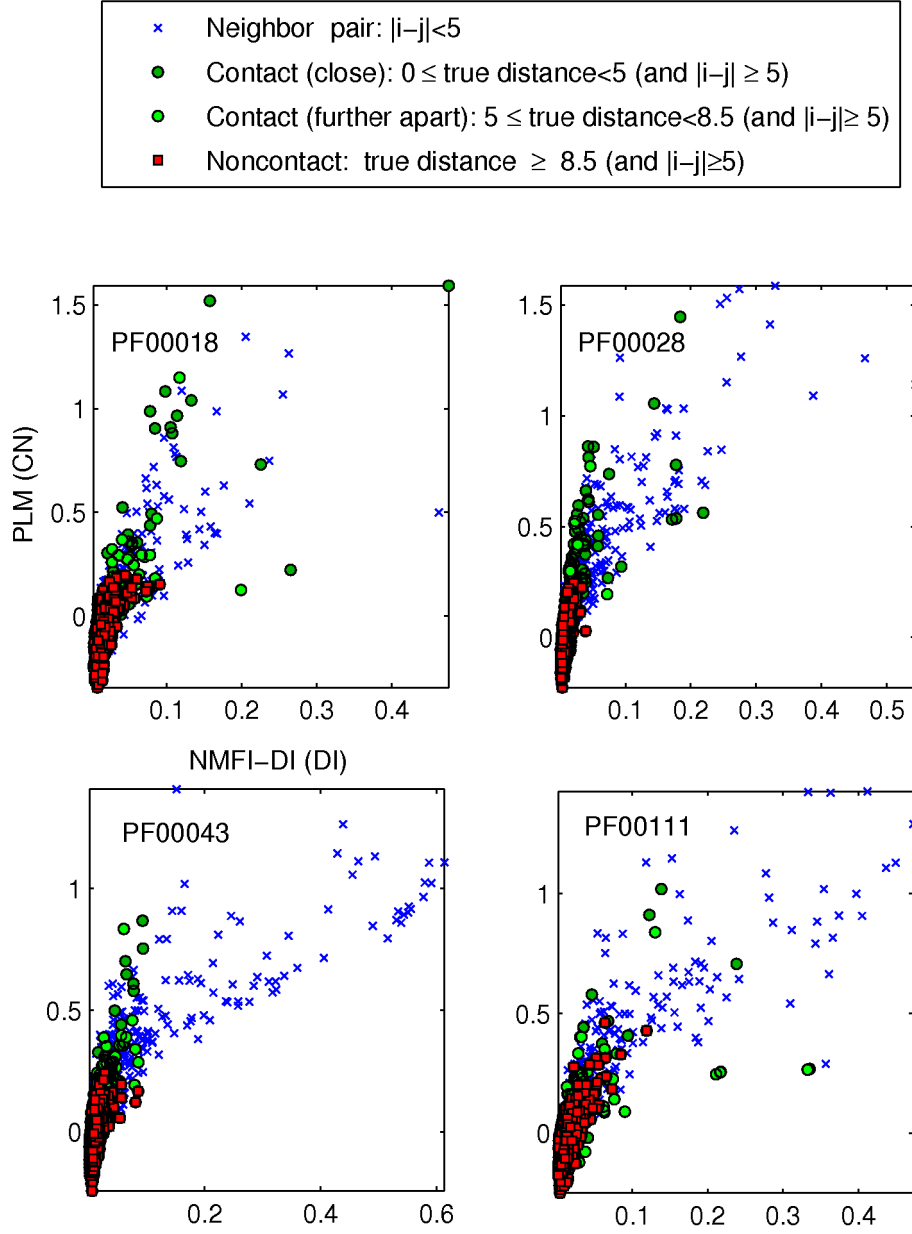 Neighbor pair: |i−j|<5
Contact (close): 0 ≤ true distance<5 (and |i−j| ≥ 5)
Contact (further apart): 5 ≤ true distance<8.5 (and |i−j|≥ 5)
Noncontact: true distance ≥ 8.5 (and |i−j|≥5)
PF00018
1.5
1
0.5
0
0.1 0.2 0.3 0.4
PLM (CN)
NMFI−DI (DI)
PF00028
1.5
1
0.5
0
0.1 0.2 0.3 0.4 0.5
PF00043
1
0.5
0
0.2 0.4 0.6
PF00111
1
0.5
0
0.1 0.2 0.3 0.4